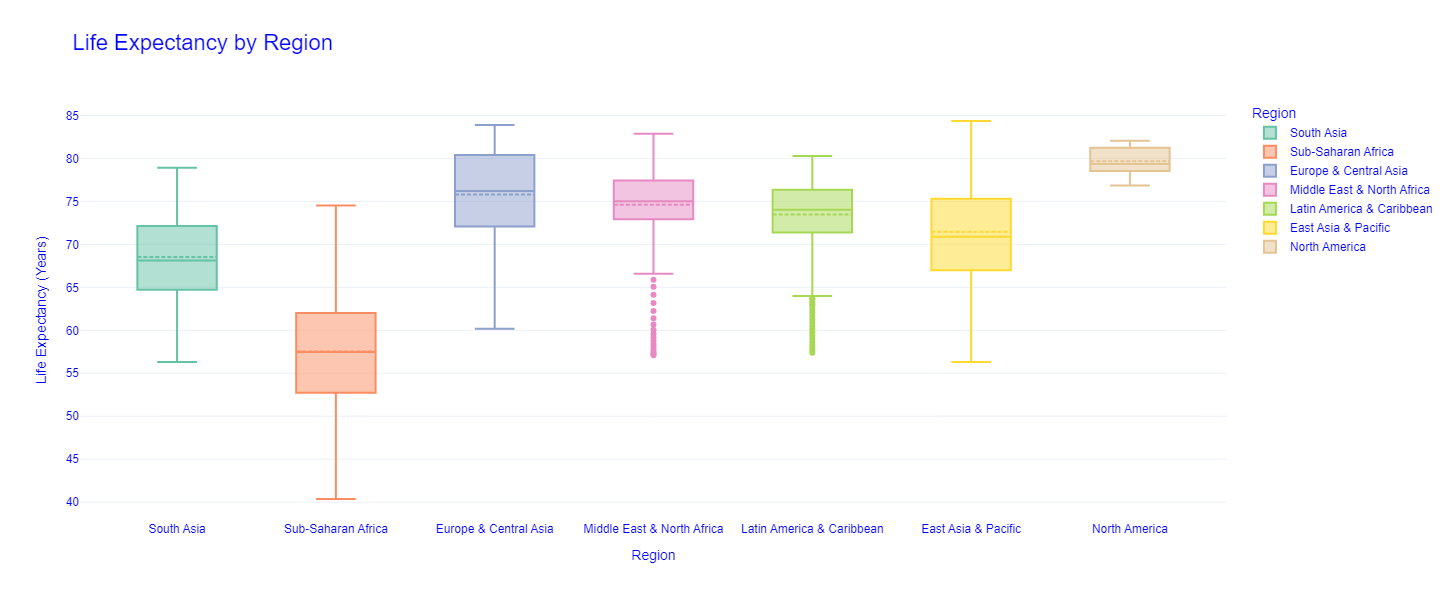 Life Expectancy by Region
Life Expectancy (Years)
85
80
75
70
65
60
55
50
45
40
South Asia
Sub-Saharan Africa
Europe & Central Asia
Middle East & North Africa
Latin America & Caribbean
East Asia & Pacific
North America
Region
Region
South Asia
Sub-Saharan Africa
Europe & Central Asia
Middle East & North Africa
Latin America & Caribbean
East Asia & Pacific
North America